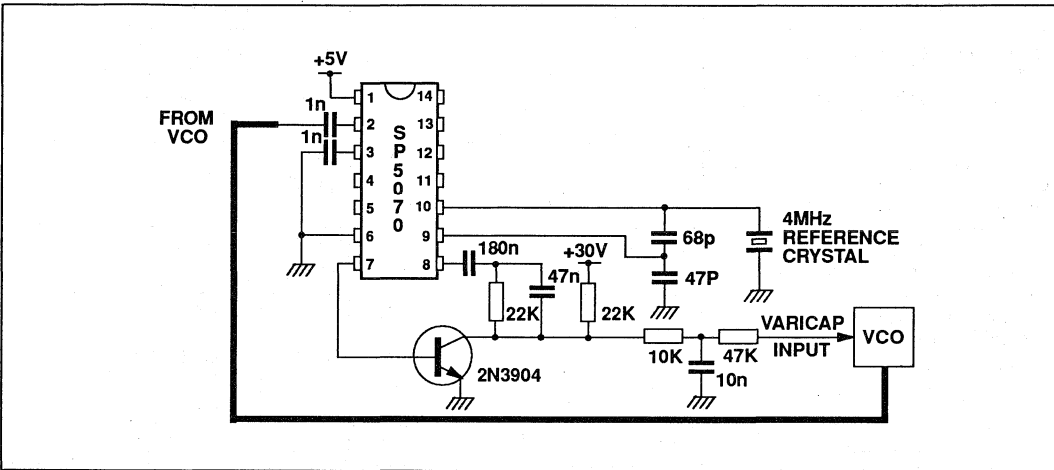 +5V
FROM
VCO
1n
1n
1
2
3
4
5
6
7
14
13
12
11
10
9
8
SP5070
180n
47n
+30V
22K
22K
68p
47P
4MHz
REFERENCE
CRYSTAL
10K
47K
10n
VARICAP
INPUT
VCO
2N3904